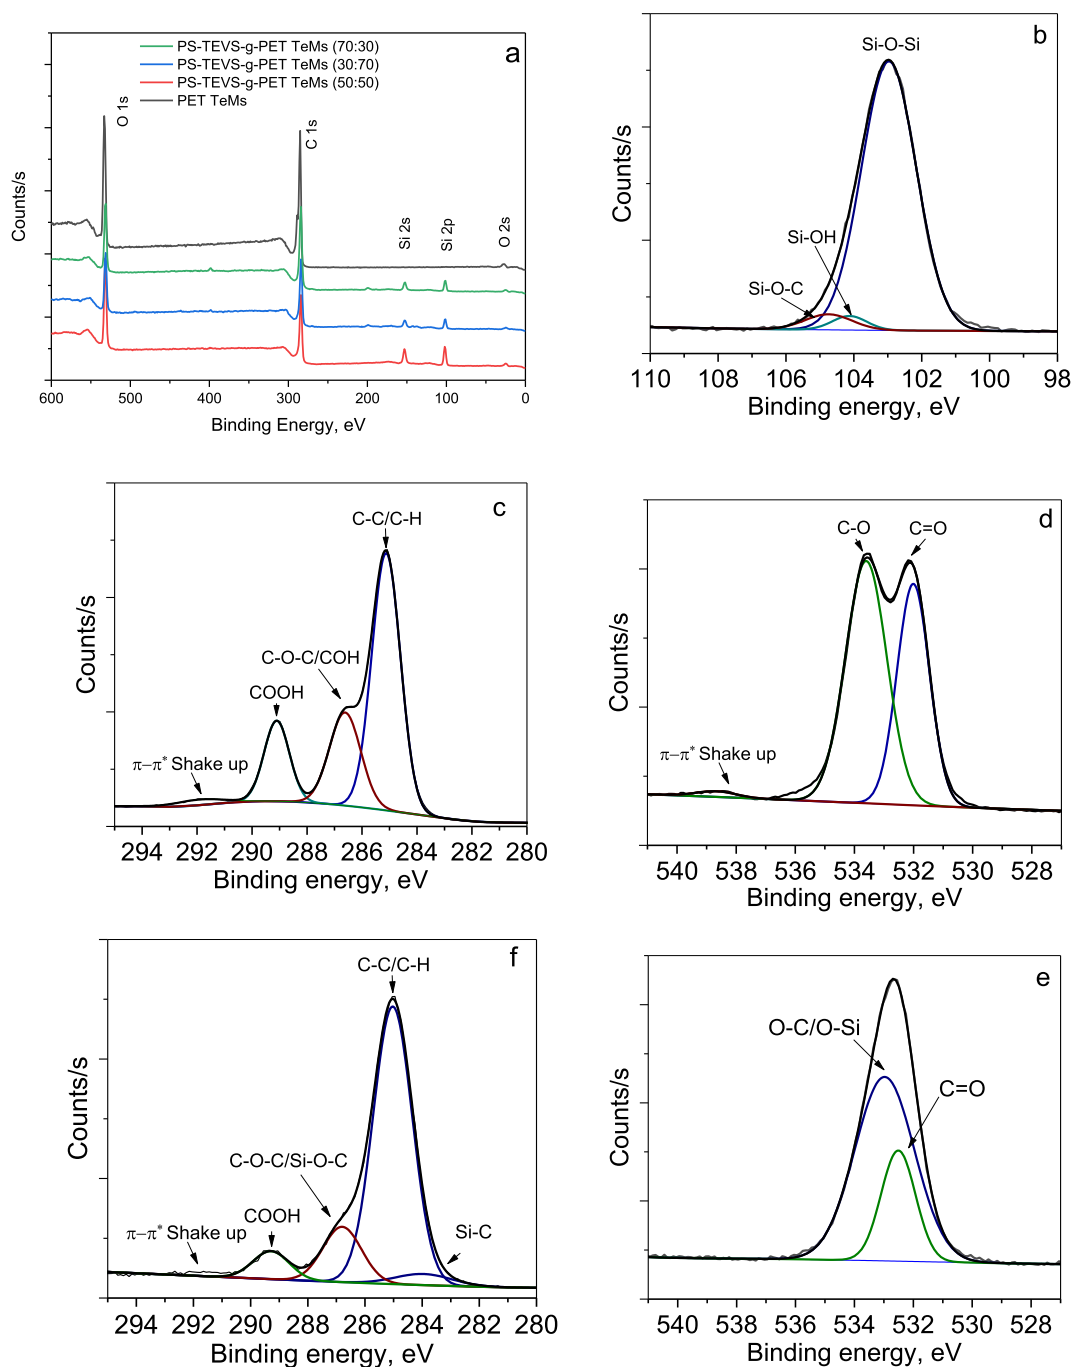 PS-TEVS-g-PET TeMs (70:30)
PS-TEVS-g-PET TeMs (30:70)
PS-TEVS-g-PET TeMs (50:50)
PET TeMs
a
O 1s
C 1s
Si 2s
Si 2p
O 2s
Counts/s
600 500 400 300 200 100 0
Binding Energy, eV
b
Si-O-Si
Si-OH
Si-O-C
Counts/s
110 108 106 104 102 100 98
Binding energy, eV
c
C-C/C-H
C-O-C/COH
COOH
π–π* Shake up
Counts/s
294 292 290 288 286 284 282 280
Binding energy, eV
d
C-O
C=O
π–π* Shake up
Counts/s
540 538 536 534 532 530 528
Binding energy, eV
f
C-C/C-H
C-O-C/Si-O-C
COOH
π–π* Shake up
Si-C
Counts/s
294 292 290 288 286 284 282 280
Binding energy, eV
e
O-C/O-Si
C=O
Counts/s
540 538 536 534 532 530 528
Binding energy, eV